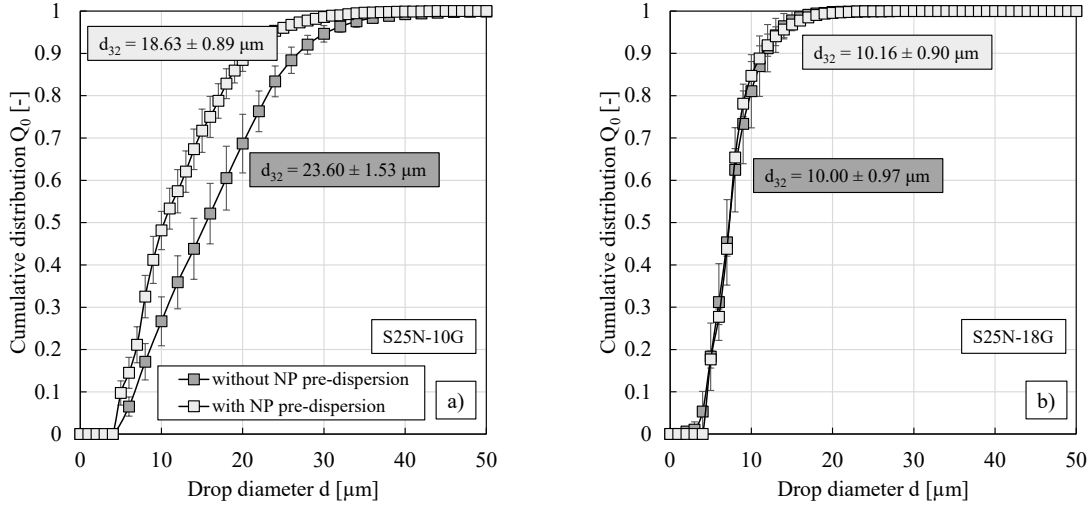 1
0.9
0.8
0.7
0.6
0.5
0.4
0.3
0.2
0.1
0
Cumulative distribution Q₀ [-]
d₃₂ = 18.63 ± 0.89 µm
d₃₂ = 23.60 ± 1.53 µm
S25N-10G
without NP pre-dispersion
with NP pre-dispersion
a)
0 10 20 30 40 50
Drop diameter d [µm]
1
0.9
0.8
0.7
0.6
0.5
0.4
0.3
0.2
0.1
0
Cumulative distribution Q₀ [-]
d₃₂ = 10.16 ± 0.90 µm
d₃₂ = 10.00 ± 0.97 µm
S25N-18G
b)
0 10 20 30 40 50
Drop diameter d [µm]